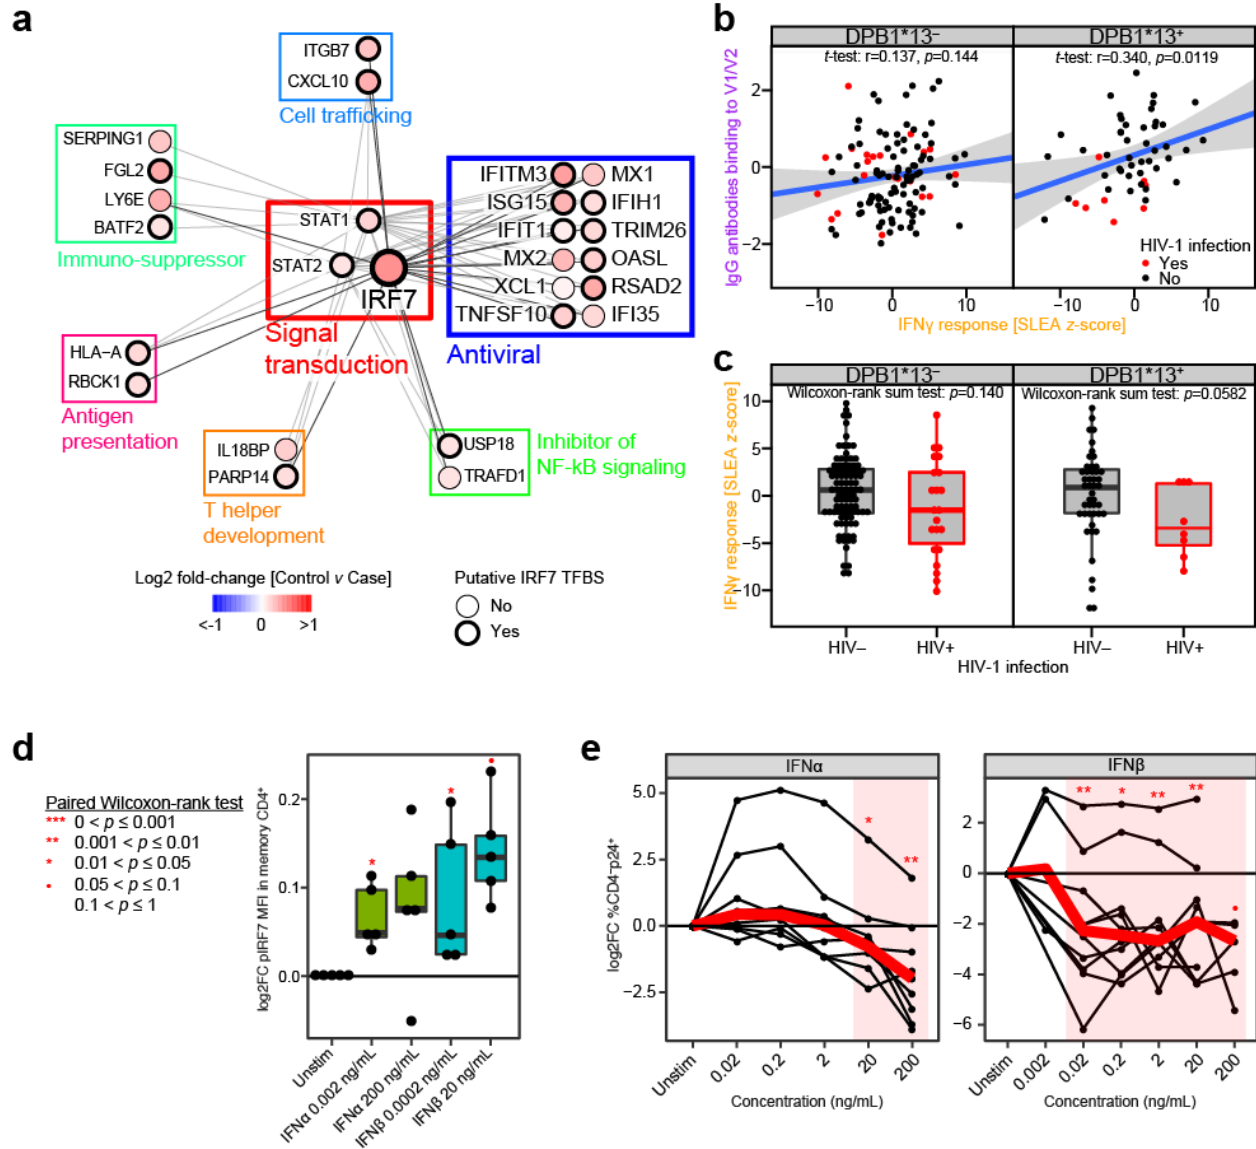 a
ITGB7
CXCL10
Cell trafficking
SERPING1
FGL2
LY6E
BATF2
Immuno-suppressor
STAT1
STAT2
IRF7
Signal
transduction
IFITM3
MX1
ISG15
IFIH1
IFIT1
TRIM26
MX2
OASL
XCL1
RSAD2
TNFSF10
IFI35
Antiviral
HLA-A
RBCK1
Antigen
presentation
IL18BP
PARP14
T helper
development
USP18
TRAFD1
Inhibitor of
NF-kB signaling
Log2 fold-change [Control v Case]
<-1 0 >1
Putative IRF7 TFBS
No
Yes
b
DPB1*13⁻
DPB1*13⁺
t-test: r=0.137, p=0.144
t-test: r=0.340, p=0.0119
IgG antibodies binding to V1/V2
2
0
−2
HIV-1 infection
Yes
No
−10 0 10
−10 0 10
IFNγ response [SLEA z-score]
c
DPB1*13⁻
DPB1*13⁺
Wilcoxon-rank sum test: p=0.140
Wilcoxon-rank sum test: p=0.0582
IFNγ response [SLEA z-score]
10
5
0
−5
−10
HIV− HIV+
HIV− HIV+
HIV-1 infection
d
Paired Wilcoxon-rank test
*** 0 < p ≤ 0.001
** 0.001 < p ≤ 0.01
* 0.01 < p ≤ 0.05
• 0.05 < p ≤ 0.1
0.1 < p ≤ 1
log2FC pIRF7 MFI in memory CD4⁺
0.2
0.1
0.0
*
*
•
Unstim
IFNα 0.002 ng/mL
IFNα 200 ng/mL
IFNβ 0.0002 ng/mL
IFNβ 20 ng/mL
e
IFNα
log2FC %CD4⁻p24⁺
5.0
2.5
0.0
−2.5
*
**
Unstim
0.02
0.2
2
20
200
Concentration (ng/mL)
IFNβ
2
0
−2
−4
−6
** * ** **
•
Unstim
0.002
0.02
0.2
2
20
200
Concentration (ng/mL)